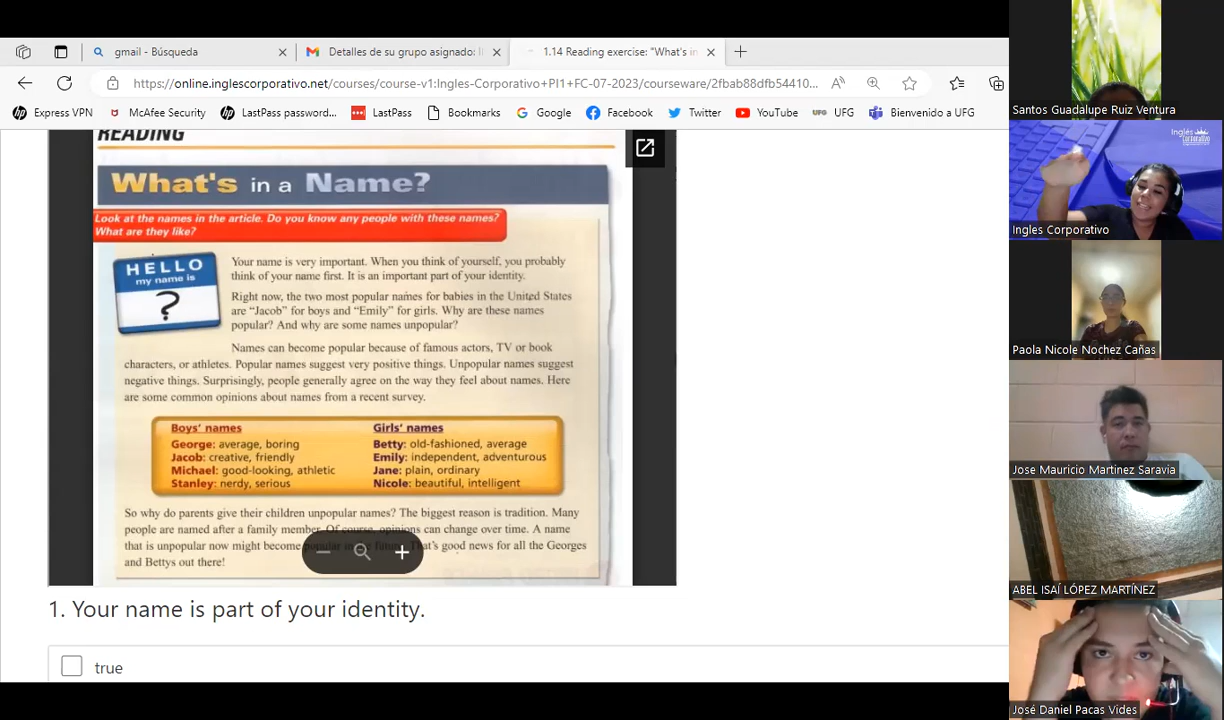 gmail - Búsqueda
Detalles de su grupo asignado: I
1.14 Reading exercise: "What's in
https://online.inglescorporativo.net/courses/course-v1:Ingles-Corporativo+PI1+FC-07-2023/courseware/2fbab88dfb54410...
Express VPN
McAfee Security
LastPass password...
LastPass
Bookmarks
Google
Facebook
Twitter
YouTube
UFG
Bienvenido a UFG
READING
What's in a Name?
Look at the names in the article. Do you know any people with these names?
What are they like?
HELLO
my name is
?
Your name is very important. When you think of yourself, you probably
think of your name first. It is an important part of your identity.
Right now, the two most popular names for babies in the United States
are "Jacob" for boys and "Emily" for girls. Why are these names
popular? And why are some names unpopular?
Names can become popular because of famous actors, TV or book
characters, or athletes. Popular names suggest very positive things. Unpopular names suggest
negative things. Surprisingly, people generally agree on the way they feel about names. Here
are some common opinions about names from a recent survey.
Boys' names
George: average, boring
Jacob: creative, friendly
Michael: good-looking, athletic
Stanley: nerdy, serious
Girls' names
Betty: old-fashioned, average
Emily: independent, adventurous
Jane: plain, ordinary
Nicole: beautiful, intelligent
So why do parents give their children unpopular names? The biggest reason is tradition. Many
people are named after a family member. Of course, opinions can change over time. A name
that is unpopular now might become popular in the future. That's good news for all the Georges
and Bettys out there!
1. Your name is part of your identity.
true
Santos Guadalupe Ruiz Ventura
Inglés Corporativo
Ingles Corporativo
Paola Nicole Nochez Cañas
Jose Mauricio Martinez Saravia
ABEL ISAÍ LÓPEZ MARTÍNEZ
José Daniel Pacas Vides